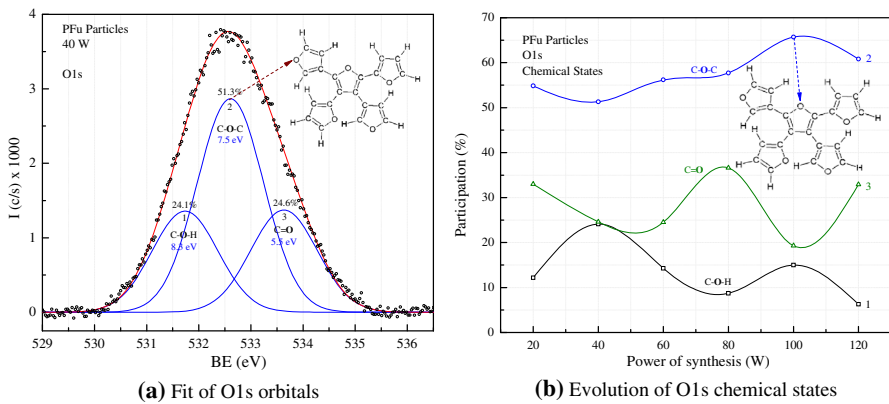 PFu Particles
40 W
O1s
51.3%
2
C-O-C
7.5 eV
24.1%
1
C-O-H
8.3 eV
24.6%
3
C=O
5.5 eV
I (c/s) x 1000
4
3
2
1
0
529 530 531 532 533 534 535 536
BE (eV)
(a) Fit of O1s orbitals
PFu Particles
O1s
Chemical States
C-O-C
2
C=O
3
C-O-H
1
Participation (%)
70
60
50
40
30
20
10
0
20 40 60 80 100 120
Power of synthesis (W)
(b) Evolution of O1s chemical states